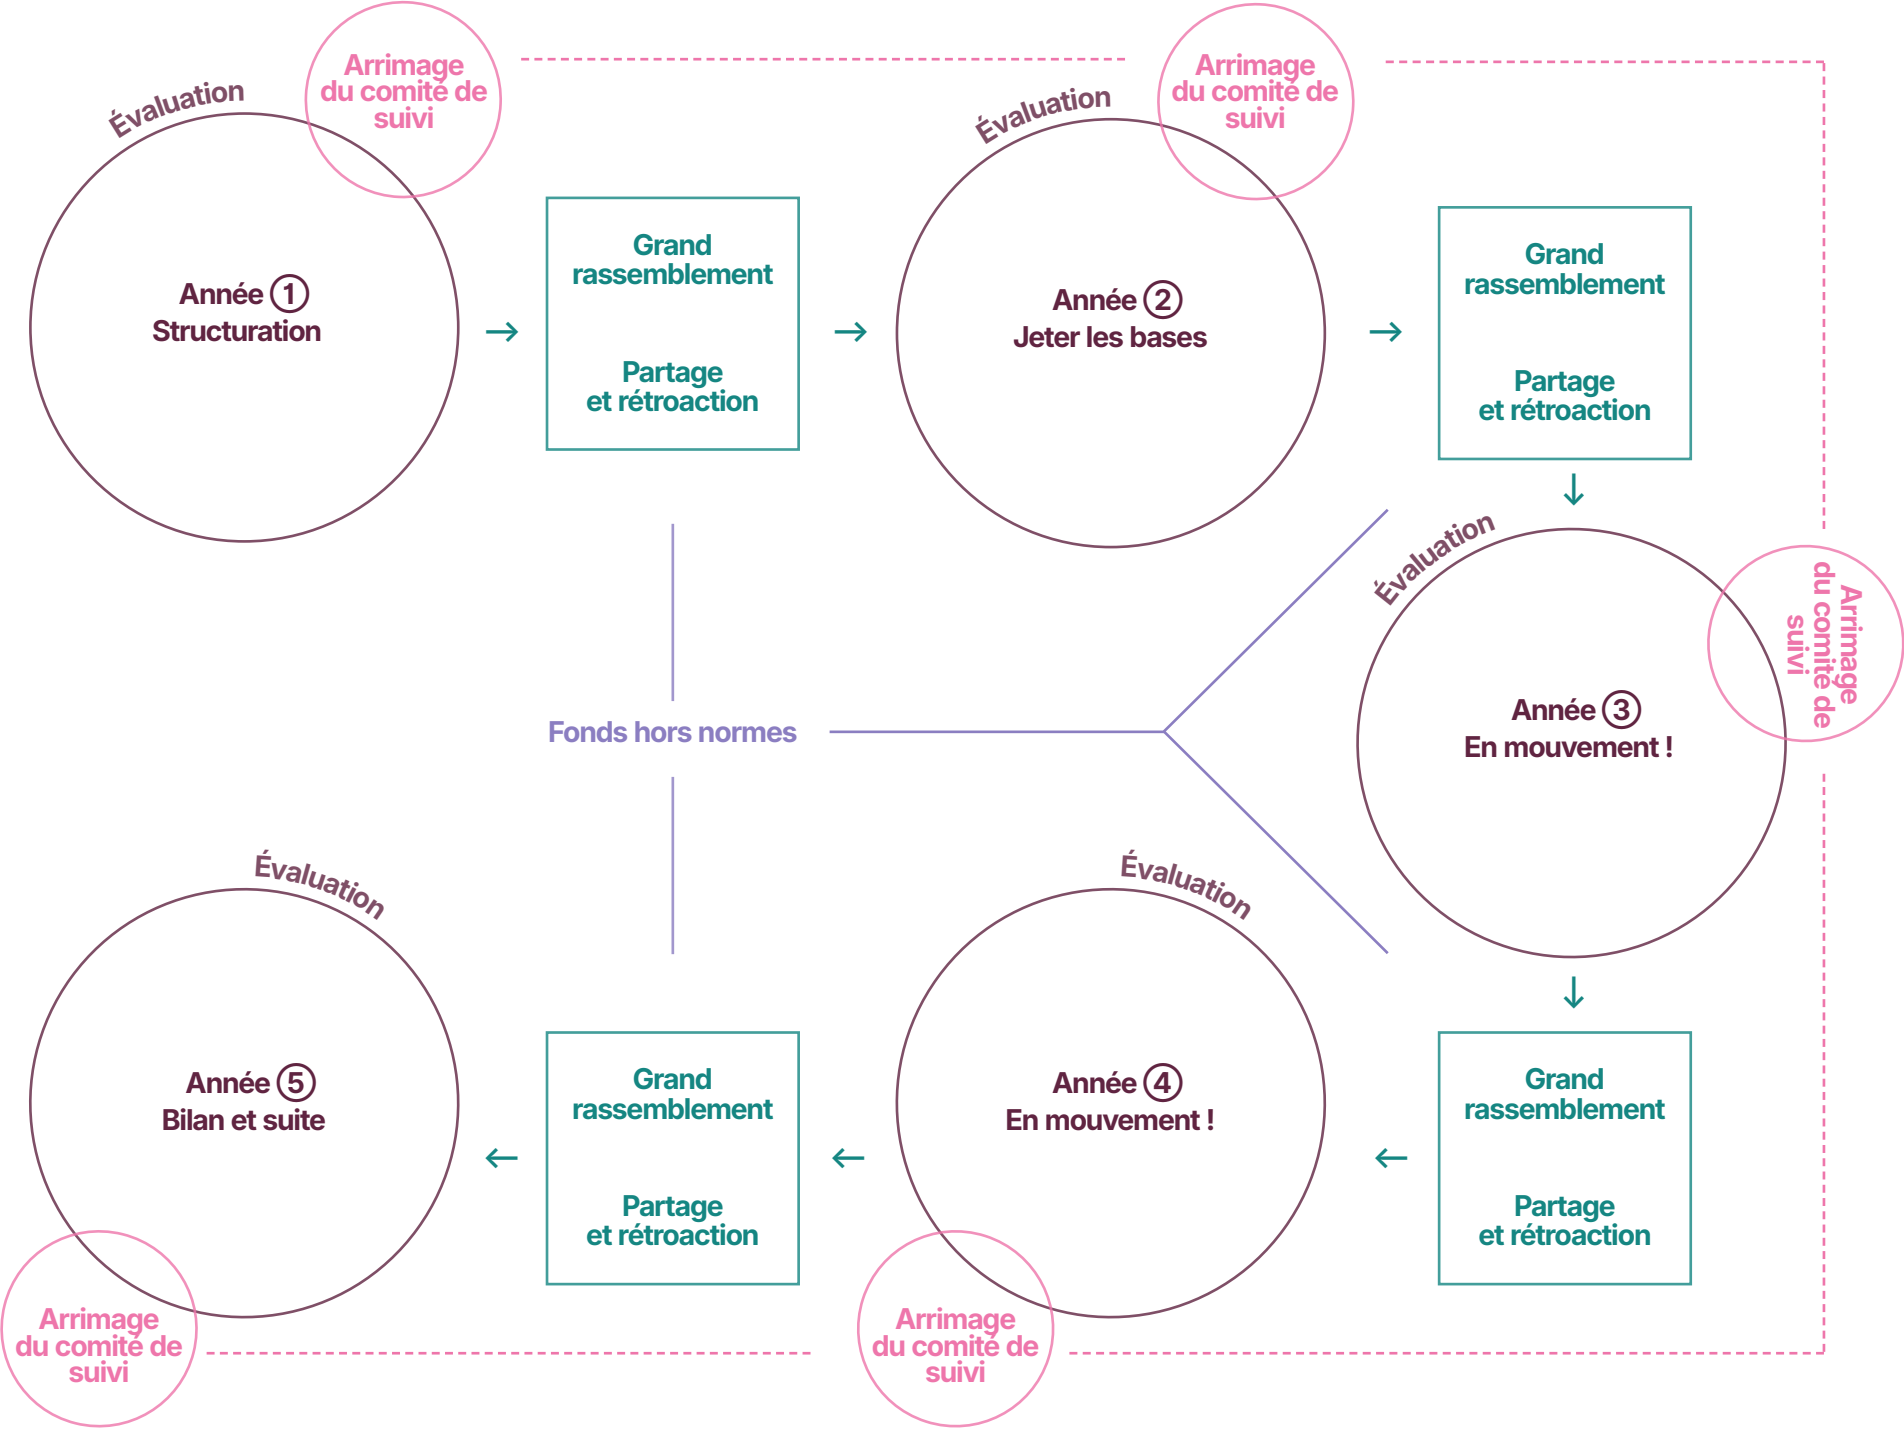 Évaluation
Arrimage
du comité de
suivi
Année 1
Structuration
Grand
rassemblement
Partage
et rétroaction
Évaluation
Arrimage
du comité de
suivi
Année 2
Jeter les bases
Grand
rassemblement
Partage
et rétroaction
Évaluation
Arrimage
du comité de
suivi
Année 3
En mouvement !
Fonds hors normes
Grand
rassemblement
Partage
et rétroaction
Évaluation
Année 4
En mouvement !
Arrimage
du comité de
suivi
Grand
rassemblement
Partage
et rétroaction
Évaluation
Année 5
Bilan et suite
Arrimage
du comité de
suivi